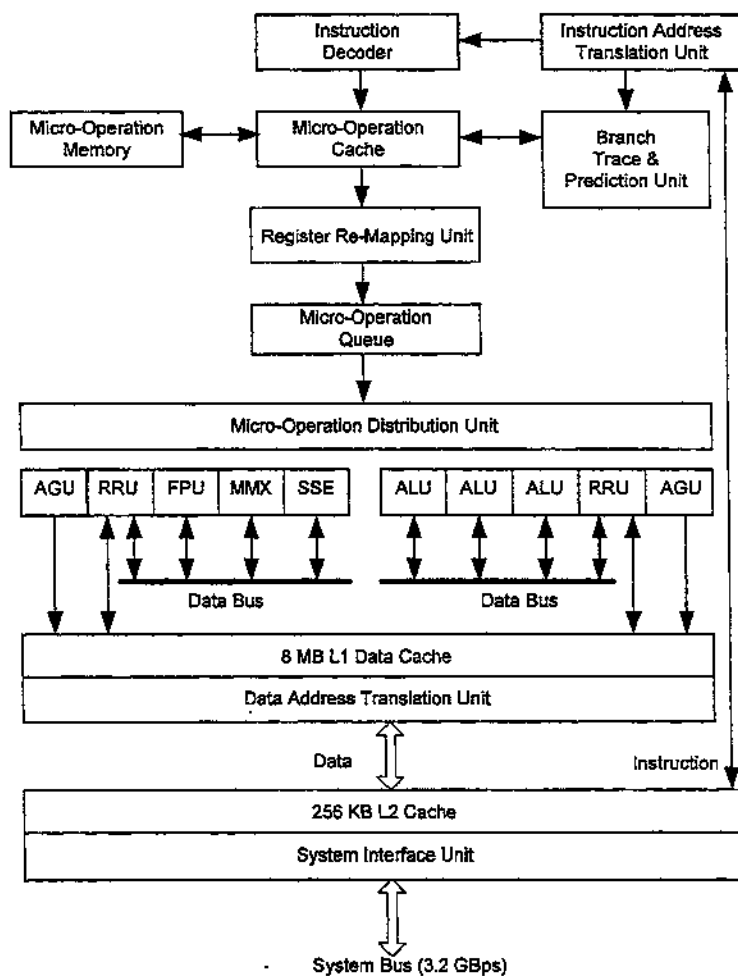 Instruction
Decoder
Instruction Address
Translation Unit
Micro-Operation
Memory
Micro-Operation
Cache
Branch
Trace &
Prediction Unit
Register Re-Mapping Unit
Micro-Operation
Queue
Micro-Operation Distribution Unit
AGU RRU FPU MMX SSE
ALU ALU ALU RRU AGU
Data Bus
Data Bus
8 MB L1 Data Cache
Data Address Translation Unit
Data
Instruction
256 KB L2 Cache
System Interface Unit
System Bus (3.2 GBps)